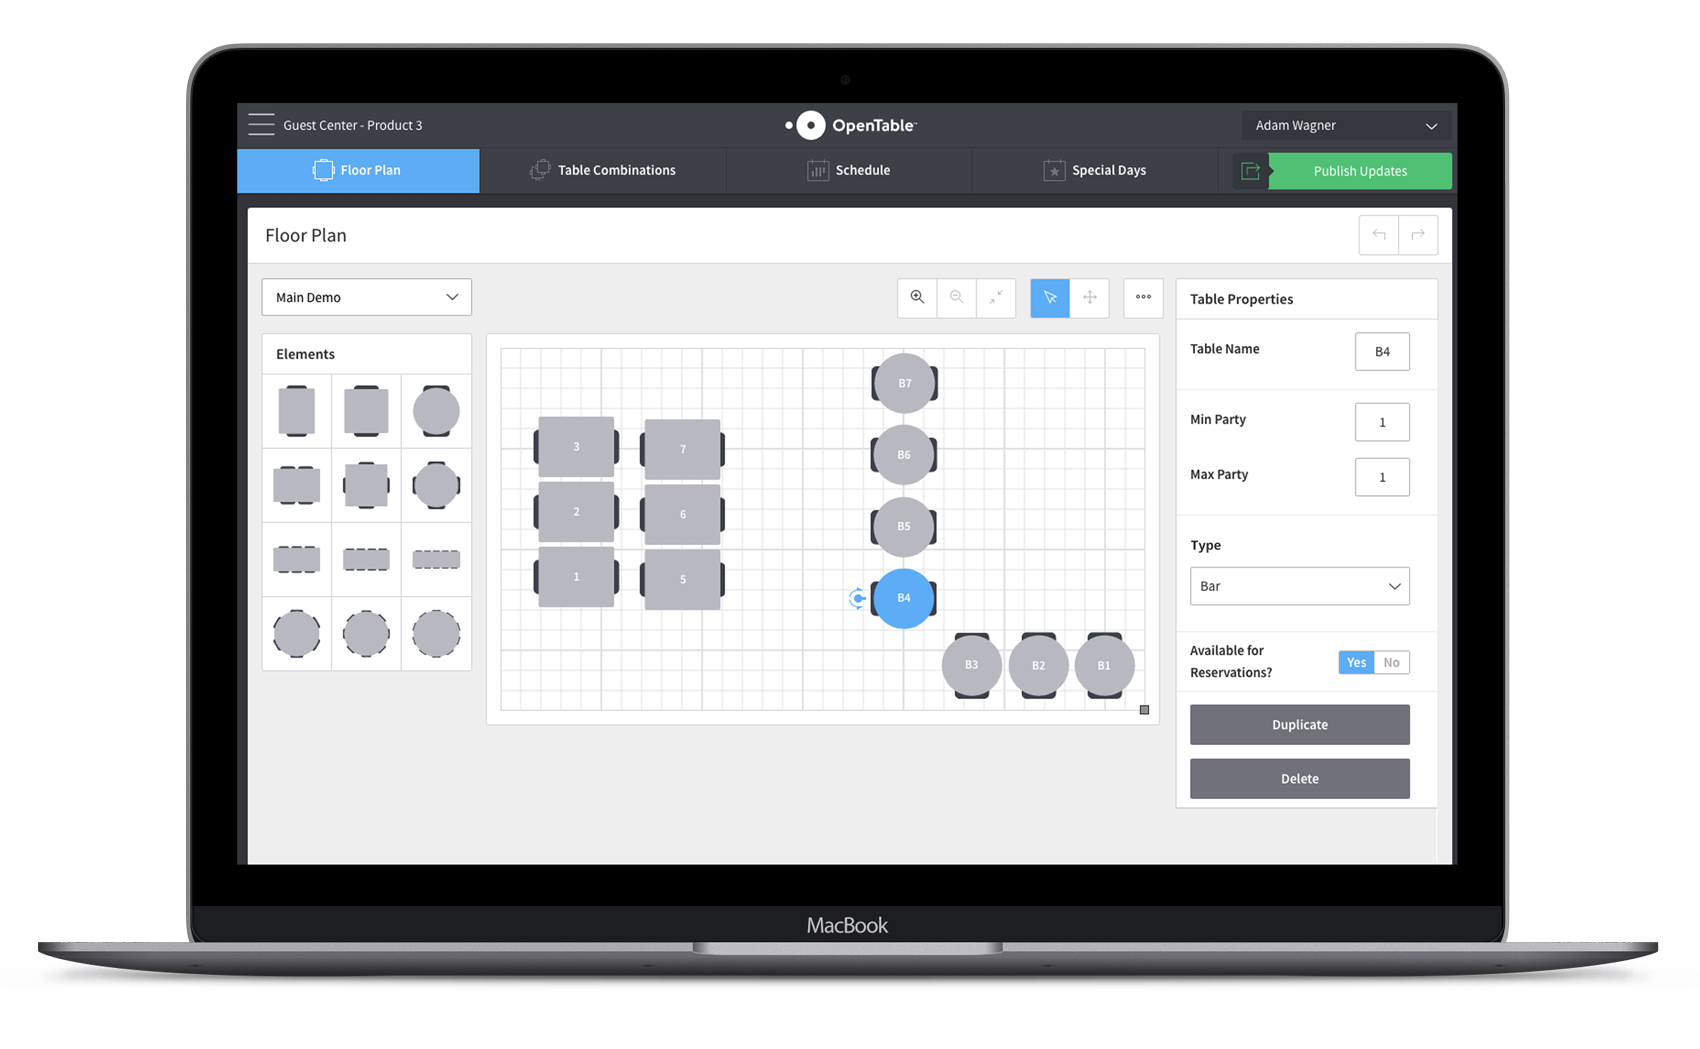 Guest Center - Product 3
OpenTable
Adam Wagner
Floor Plan
Table Combinations
Schedule
Special Days
Publish Updates
Floor Plan
Main Demo
Elements
3
2
1
7
6
5
B7
B6
B5
B4
B3
B2
B1
Table Properties
Table Name
B4
Min Party
1
Max Party
1
Type
Bar
Available for
Reservations?
Yes
No
Duplicate
Delete
MacBook